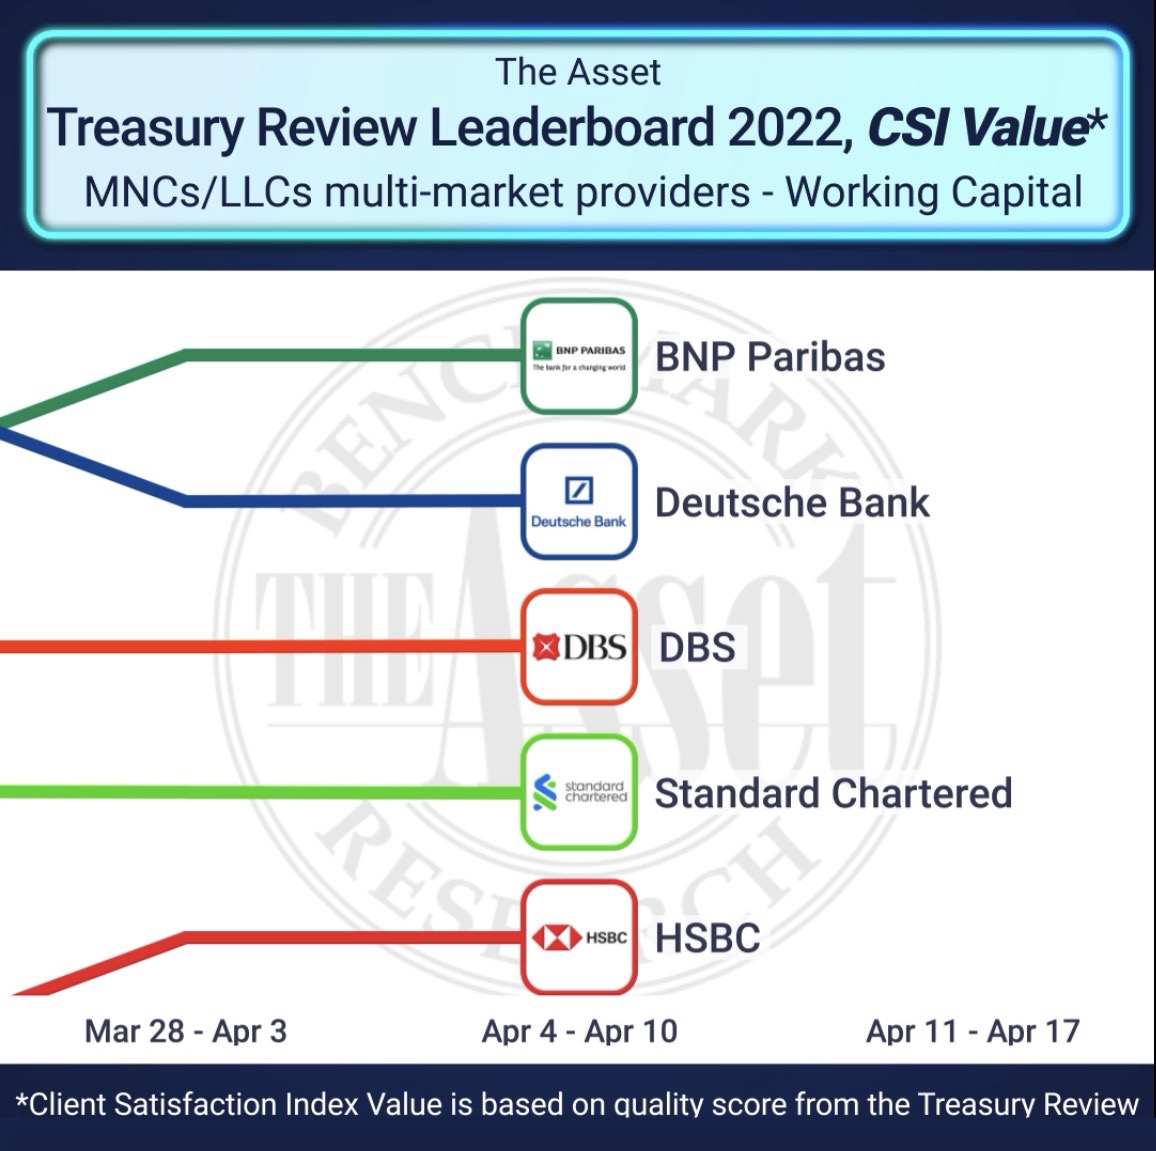 The Asset
Treasury Review Leaderboard 2022, CSI Value*
MNCs/LLCs multi-market providers - Working Capital
BENCHMARK
THE Asset
RESEARCH
BNP PARIBAS
The bank for a changing world
BNP Paribas
Deutsche Bank
Deutsche Bank
DBS
DBS
standard
chartered
Standard Chartered
HSBC
HSBC
Mar 28 - Apr 3
Apr 4 - Apr 10
Apr 11 - Apr 17
*Client Satisfaction Index Value is based on quality score from the Treasury Review